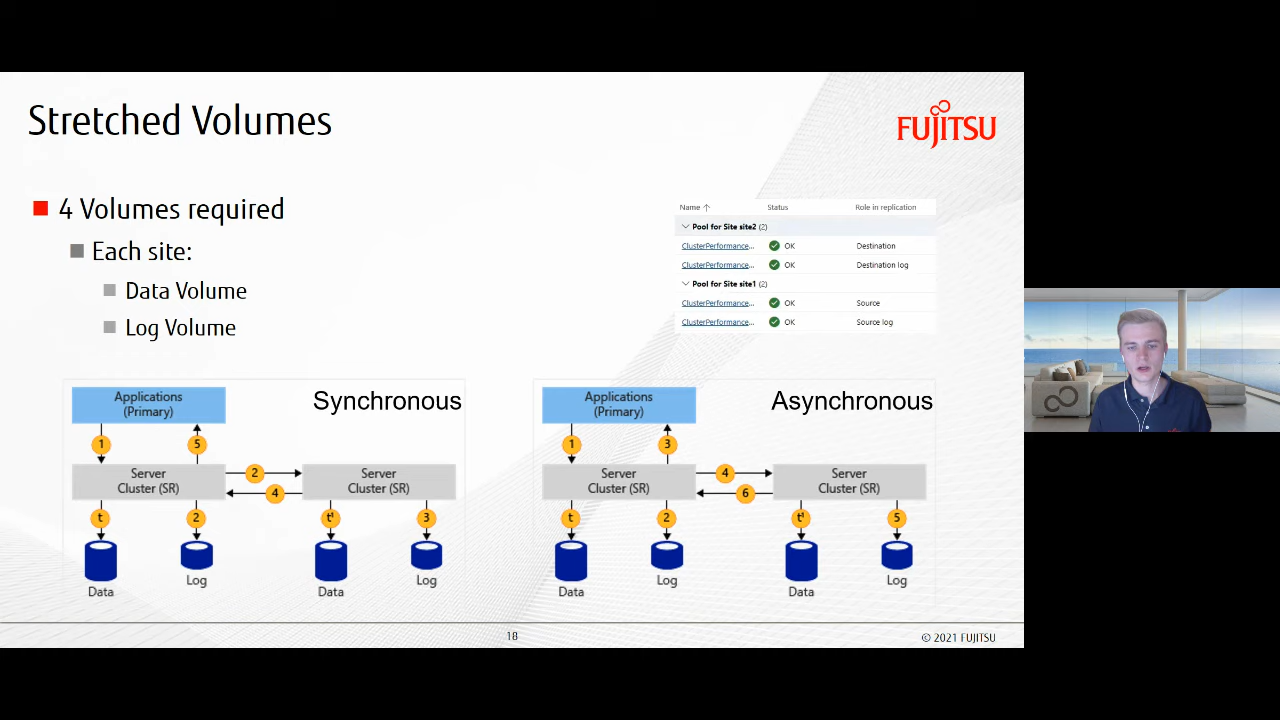 Stretched Volumes
FUJITSU
4 Volumes required
Each site:
Data Volume
Log Volume
Name Status Role in replication
Pool for Site site2 (2)
ClusterPerformance... OK Destination
ClusterPerformance... OK Destination log
Pool for Site site1 (2)
ClusterPerformance... OK Source
ClusterPerformance... OK Source log
Synchronous
Applications
(Primary)
1 5
Server
Cluster (SR)
2
4
Server
Cluster (SR)
t 2 t¹ 3
Data Log Data Log
Asynchronous
Applications
(Primary)
1 3
Server
Cluster (SR)
4
6
Server
Cluster (SR)
t 2 t¹ 5
Data Log Data Log
18
© 2021 FUJITSU